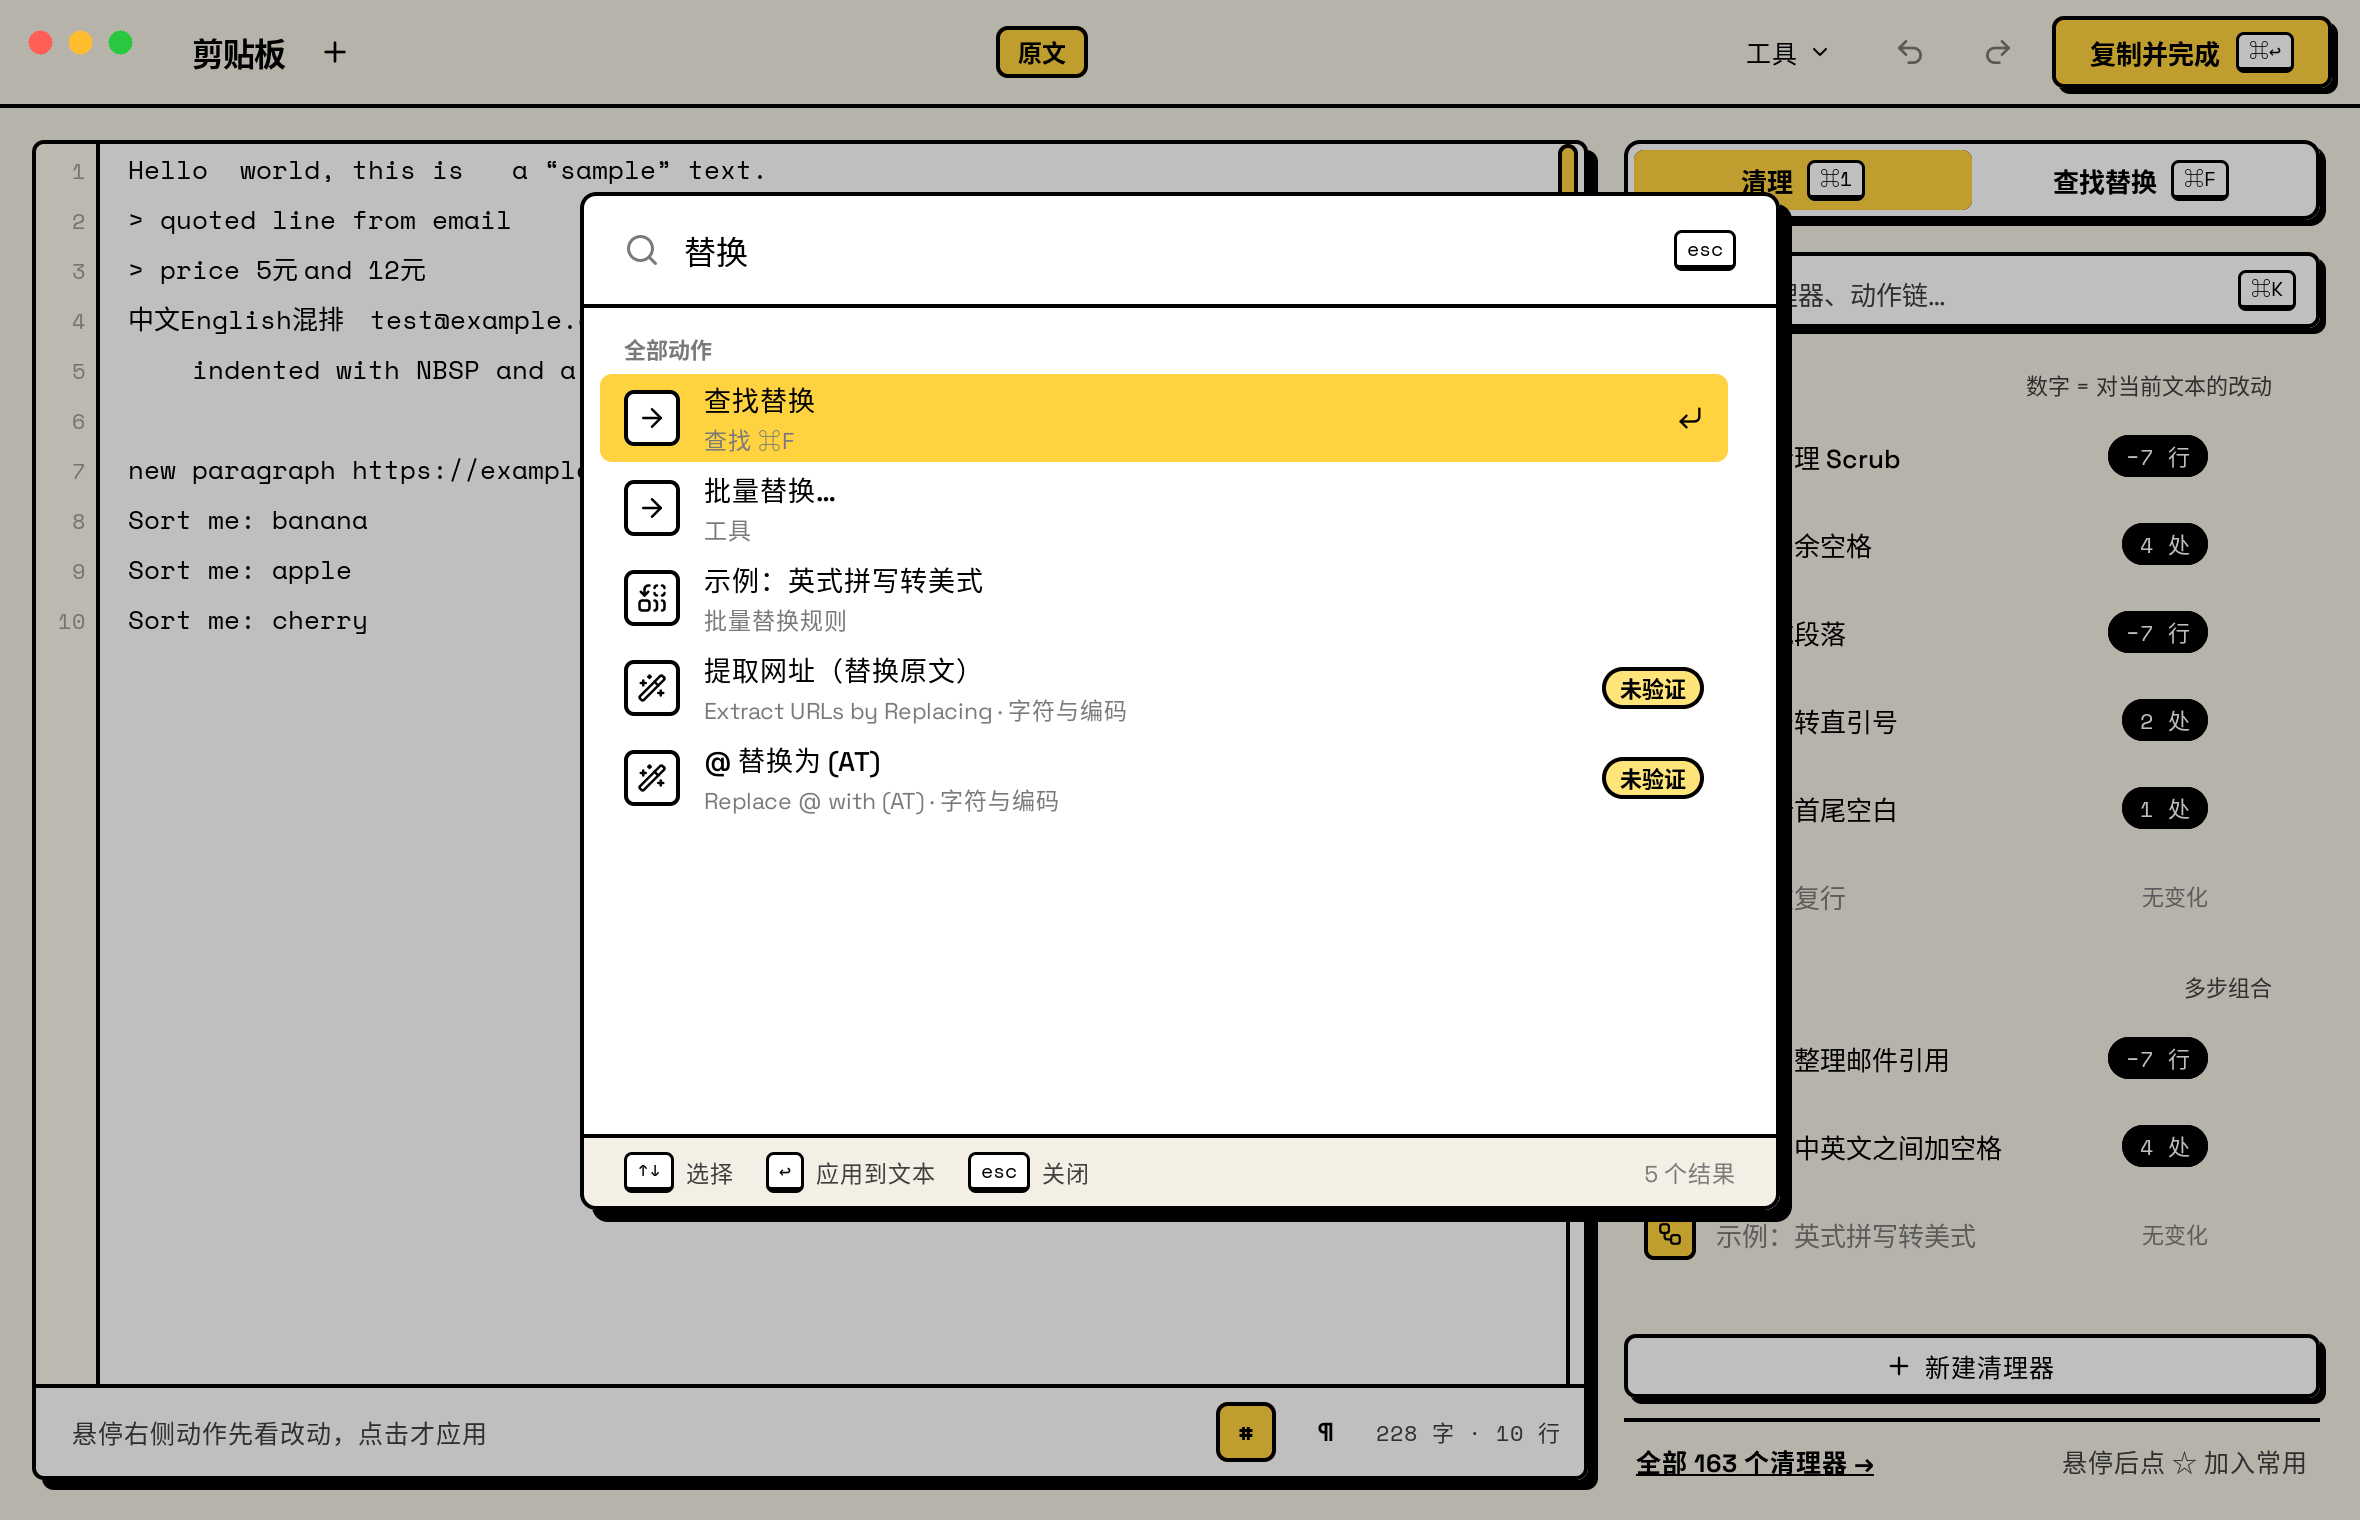 剪贴板
原文
工具
复制并完成 ⌘↩
1 Hello  world, this is   a “sample” text.
2 > quoted line from email
3 > price 5元 and 12元
4 中文English混排  test@example.
5 indented with NBSP and a
6
7 new paragraph https://example
8 Sort me: banana
9 Sort me: apple
10 Sort me: cherry
悬停右侧动作先看改动，点击才应用
# ¶ 228 字 · 10 行
替换 esc
全部动作
查找替换
查找 ⌘F
批量替换…
工具
示例：英式拼写转美式
批量替换规则
提取网址（替换原文）
Extract URLs by Replacing · 字符与编码
未验证
@ 替换为 (AT)
Replace @ with (AT) · 字符与编码
未验证
↑↓ 选择 ↩ 应用到文本 esc 关闭
5 个结果
清理 ⌘1 查找替换 ⌘F
器、动作链… ⌘K
数字 = 对当前文本的改动
理 Scrub -7 行
余空格 4 处
段落 -7 行
转直引号 2 处
首尾空白 1 处
复行 无变化
多步组合
整理邮件引用 -7 行
中英文之间加空格 4 处
示例：英式拼写转美式 无变化
+ 新建清理器
全部 163 个清理器 →
悬停后点 ☆ 加入常用